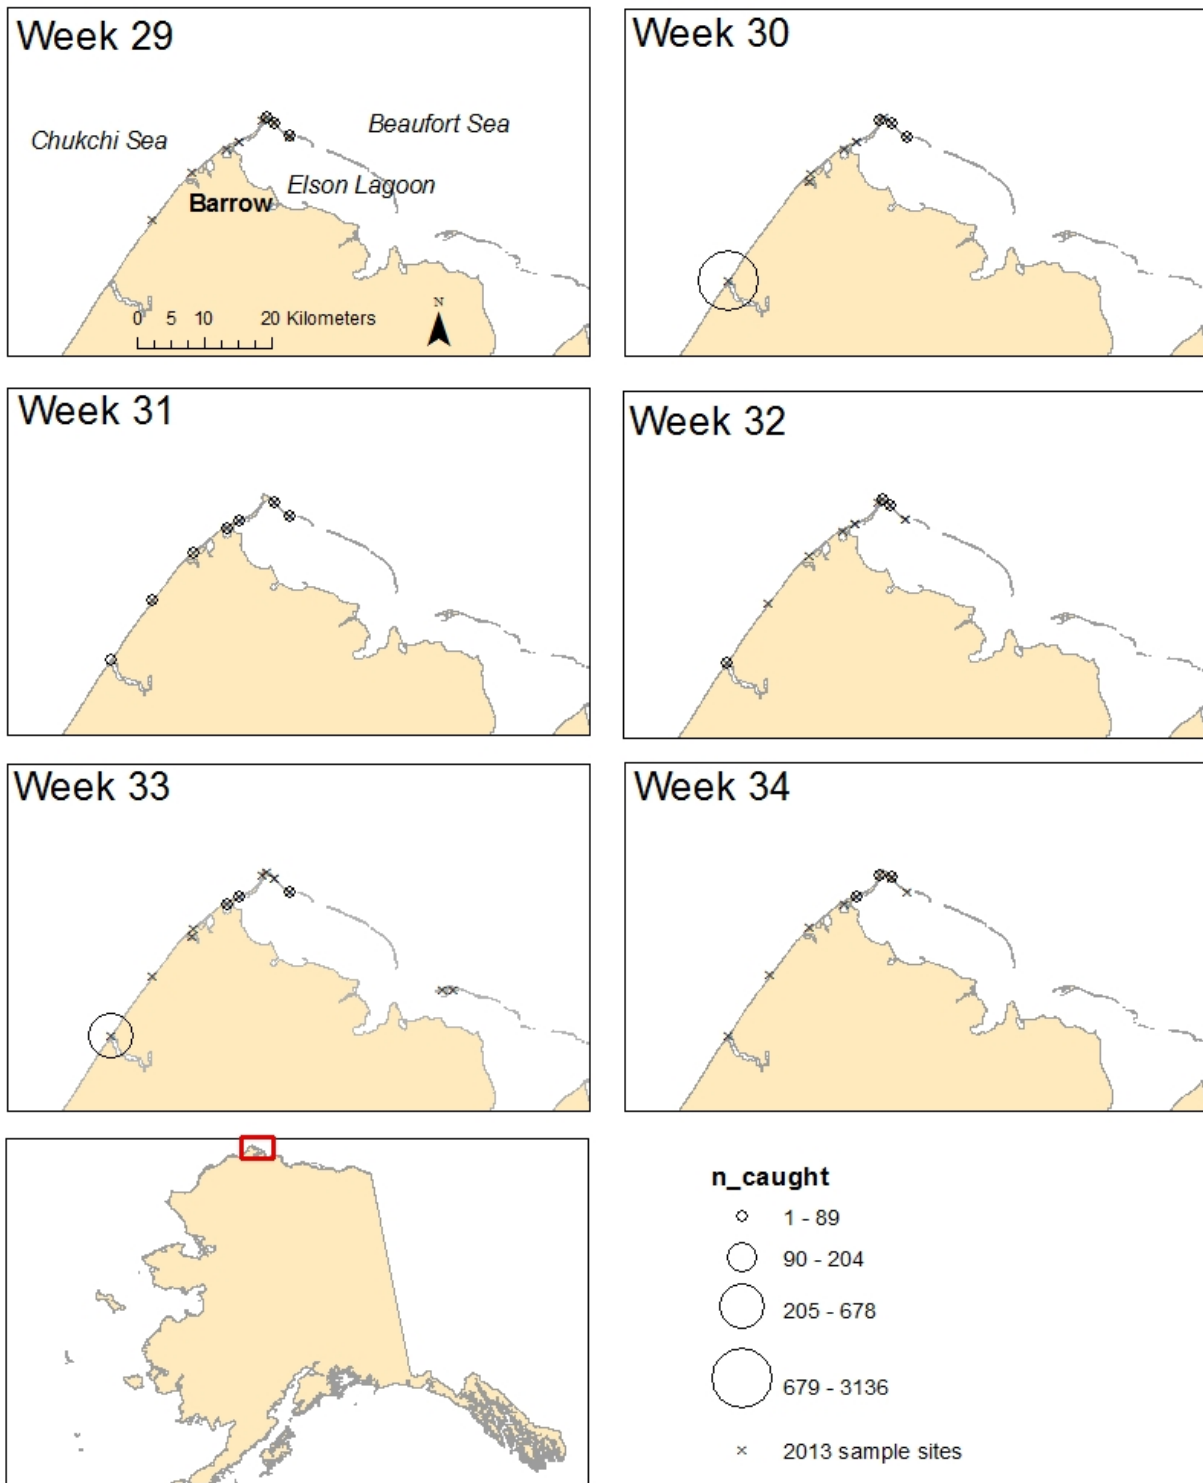 Week 29
Chukchi Sea
Beaufort Sea
Elson Lagoon
Barrow
N
0 5 10 20 Kilometers
Week 30
Week 31
Week 32
Week 33
Week 34
n_caught
1 - 89
90 - 204
205 - 678
679 - 3136
2013 sample sites